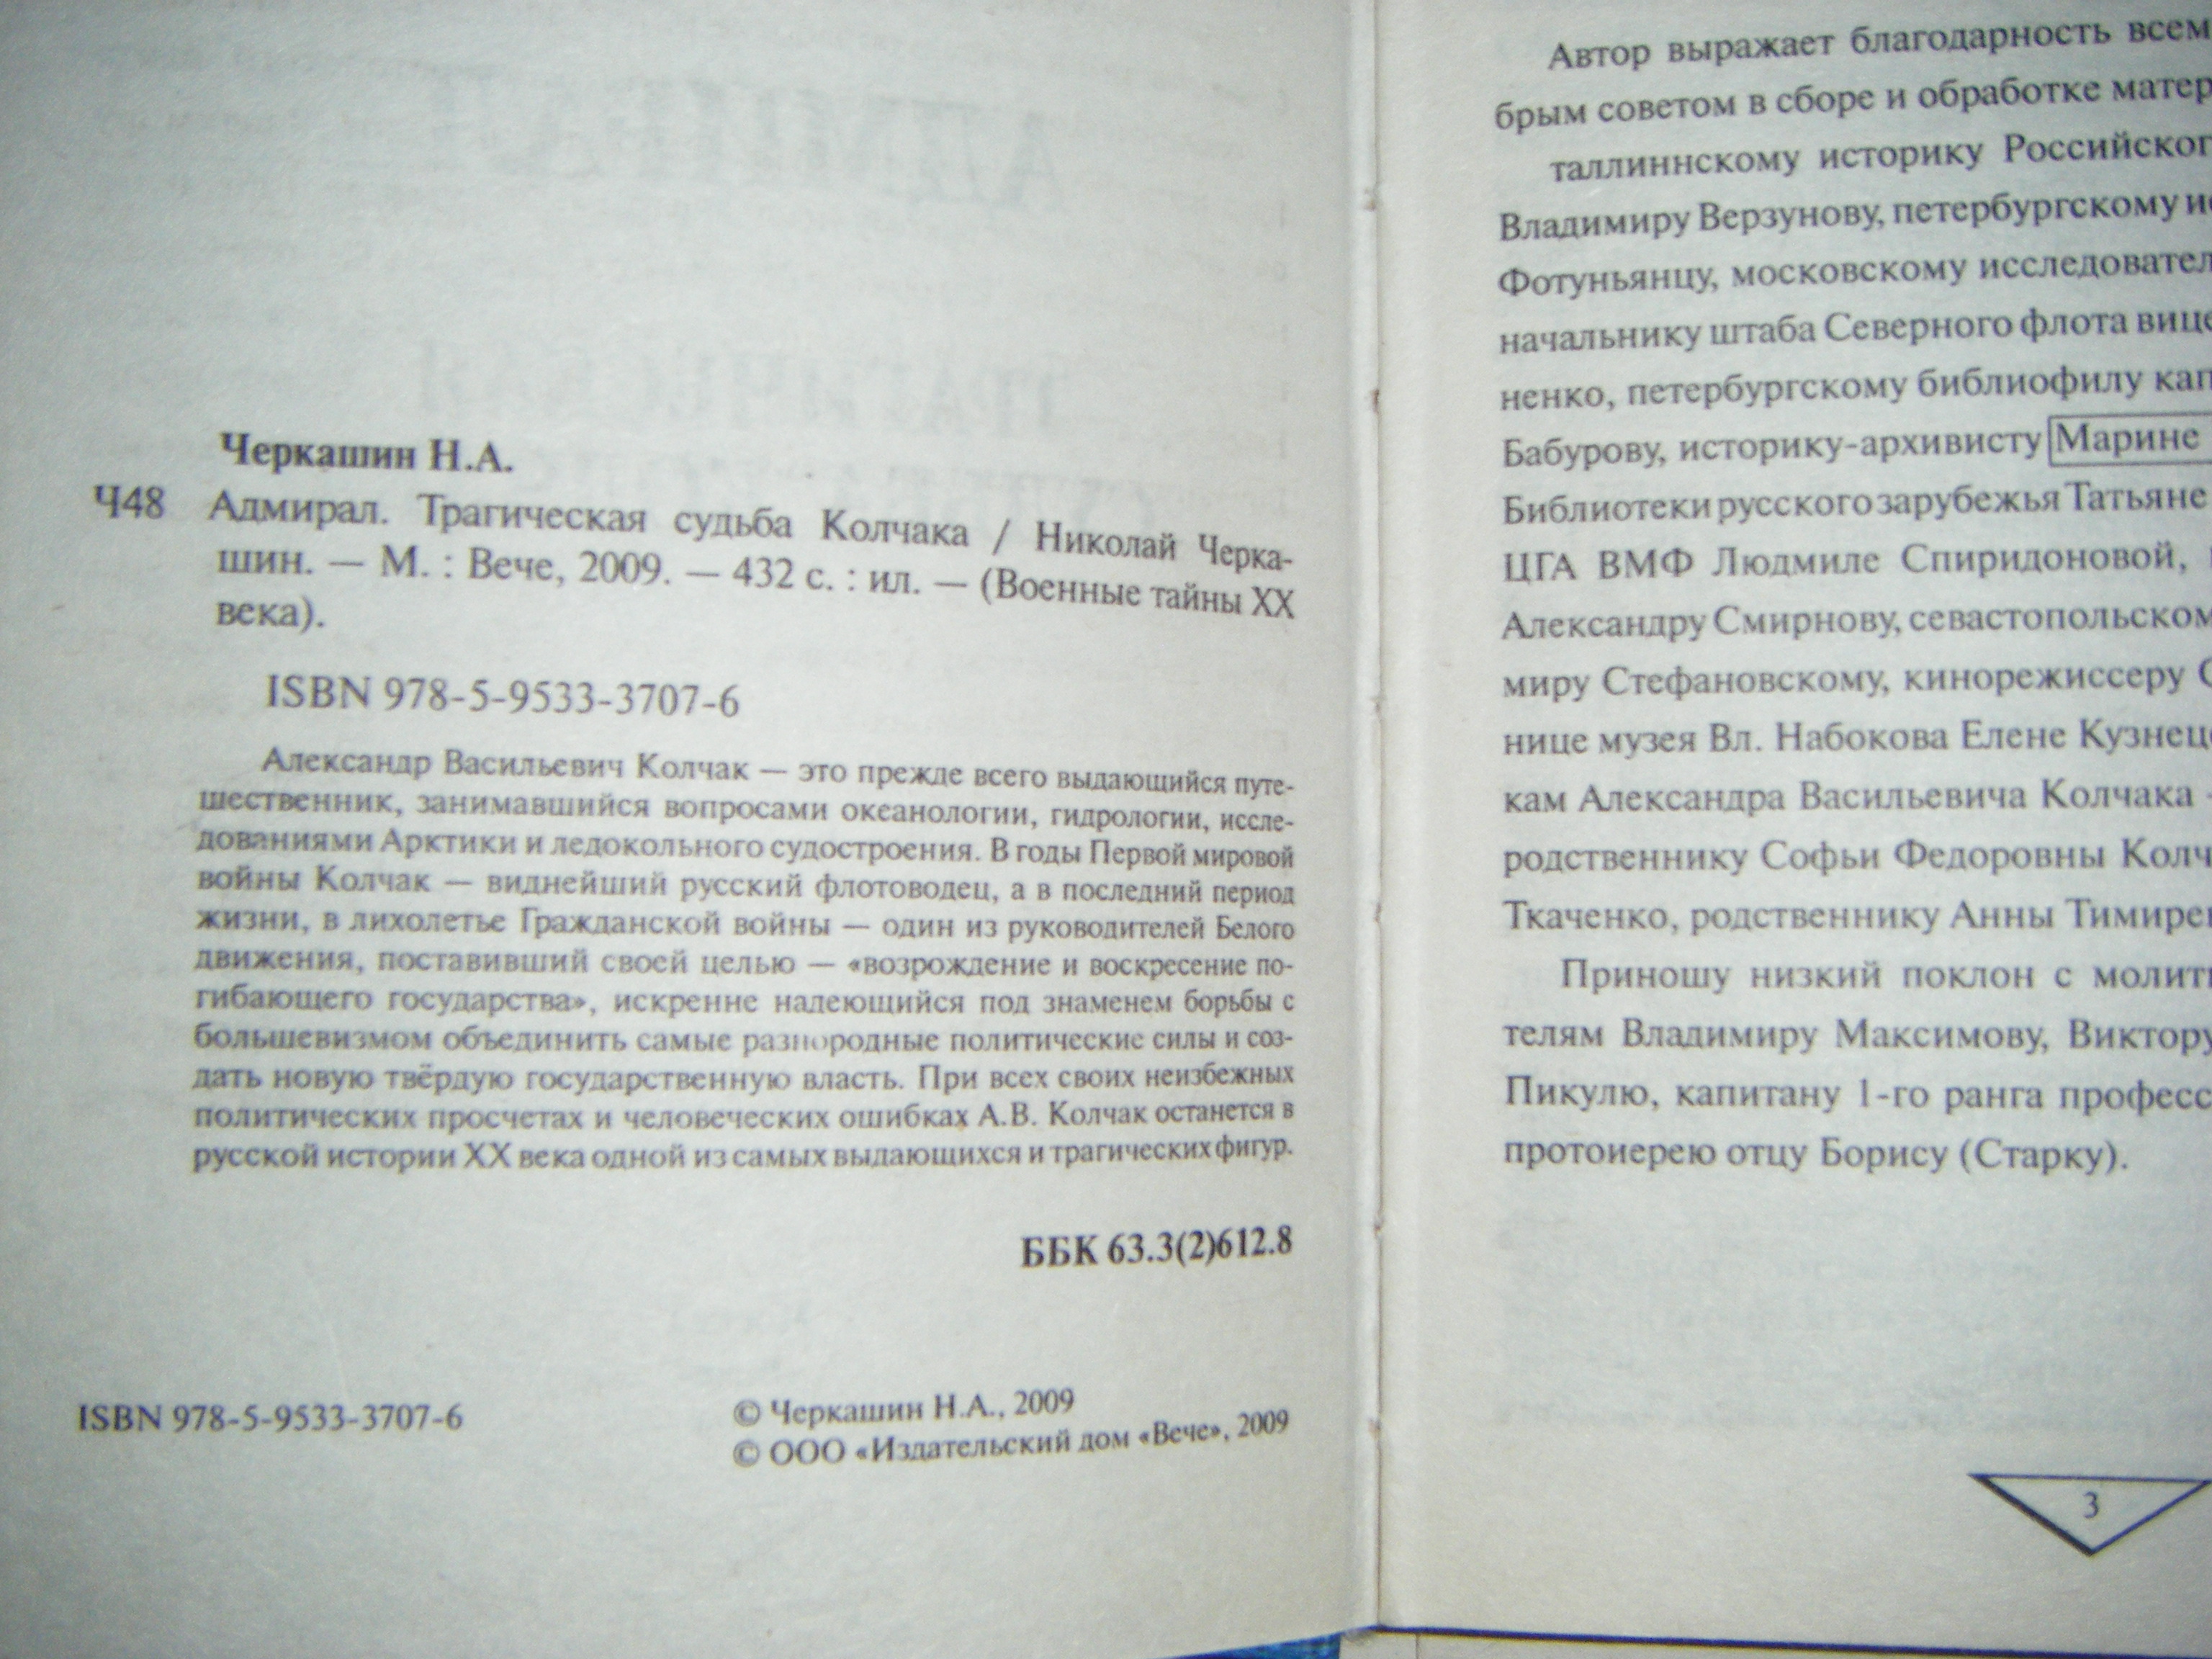 Черкашин Н.А.
Ч48 Адмирал. Трагическая судьба Колчака / Николай Черка-
шин. — М. : Вече, 2009. — 432 с. : ил. — (Военные тайны XX
века).
ISBN 978-5-9533-3707-6
Александр Васильевич Колчак — это прежде всего выдающийся путе-
шественник, занимавшийся вопросами океанологии, гидрологии, иссле-
дованиями Арктики и ледокольного судостроения. В годы Первой мировой
войны Колчак — виднейший русский флотоводец, а в последний период
жизни, в лихолетье Гражданской войны — один из руководителей Белого
движения, поставивший своей целью — «возрождение и воскресение по-
гибающего государства», искренне надеющийся под знаменем борьбы с
большевизмом объединить самые разнородные политические силы и соз-
дать новую твёрдую государственную власть. При всех своих неизбежных
политических просчетах и человеческих ошибках А.В. Колчак останется в
русской истории XX века одной из самых выдающихся и трагических фигур.
ББК 63.3(2)612.8
ISBN 978-5-9533-3707-6
© Черкашин Н.А., 2009
© ООО «Издательский дом «Вече», 2009
Автор выражает благодарность всем
брым советом в сборе и обработке матер
таллиннскому историку Российског
Владимиру Верзунову, петербургскому ис
Фотуньянцу, московскому исследовател
начальнику штаба Северного флота вице
ненко, петербургскому библиофилу кап
Бабурову, историку-архивисту Марине
Библиотеки русского зарубежья Татьяне
ЦГА ВМФ Людмиле Спиридоновой,
Александру Смирнову, севастопольском
миру Стефановскому, кинорежиссеру С
нице музея Вл. Набокова Елене Кузнец
кам Александра Васильевича Колчака -
родственнику Софьи Федоровны Колч
Ткаченко, родственнику Анны Тимирев
Приношу низкий поклон с молит
телям Владимиру Максимову, Виктору
Пикулю, капитану 1-го ранга професс
протоиерею отцу Борису (Старку).
3